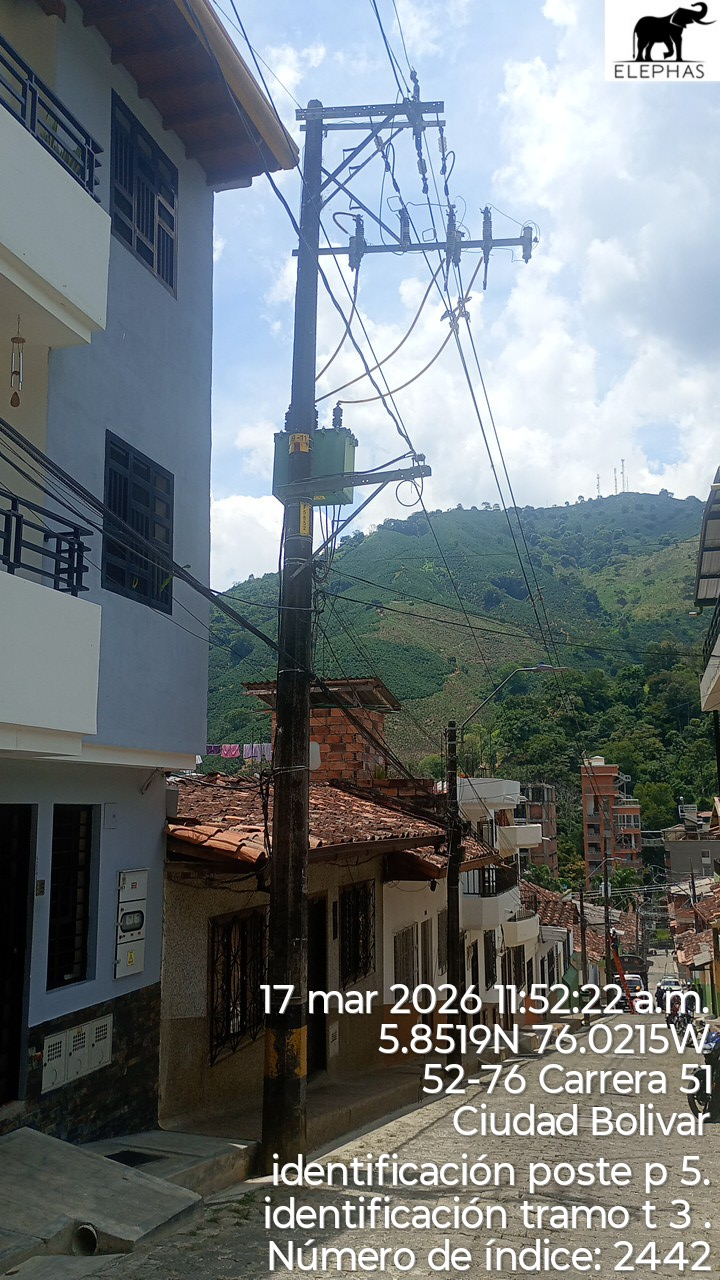 ELEPHAS
17 mar 2026 11:52:22 a.m.
5.8519N 76.0215W
52-76 Carrera 51
Ciudad Bolivar
identificación poste p 5.
identificación tramo t 3 .
Número de índice: 2442